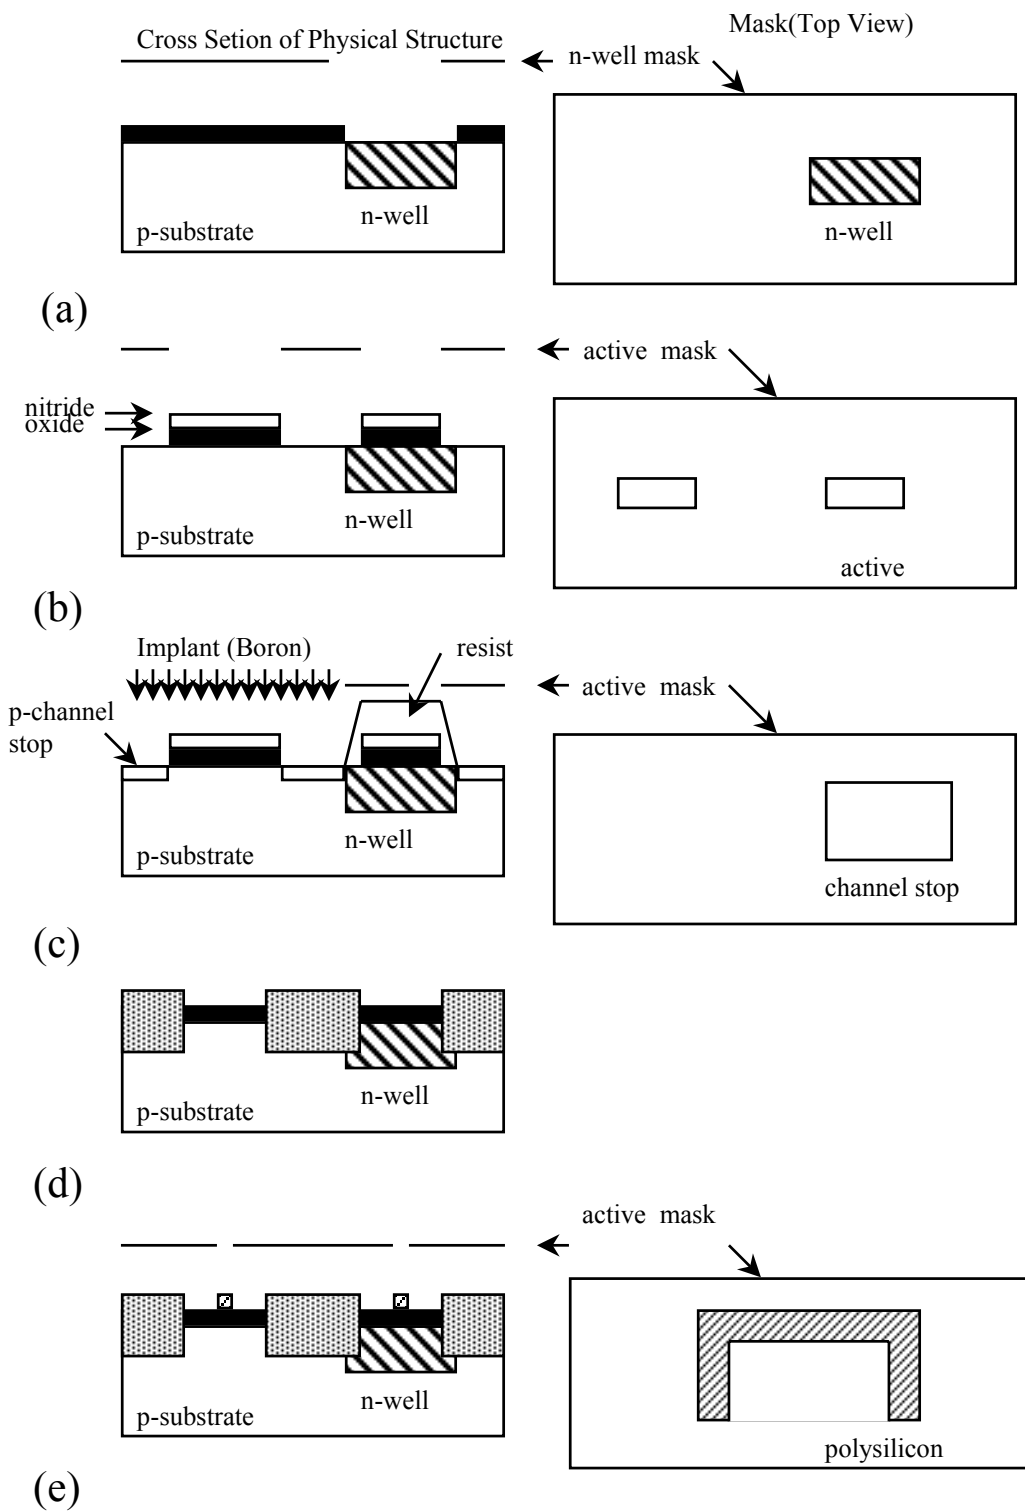 Mask(Top View)
Cross Setion of Physical Structure
n-well mask
n-well
p-substrate
n-well
(a)
active mask
nitride
oxide
n-well
p-substrate
active
(b)
Implant (Boron)
resist
active mask
p-channel
stop
n-well
p-substrate
channel stop
(c)
n-well
p-substrate
(d)
active mask
n-well
p-substrate
polysilicon
(e)